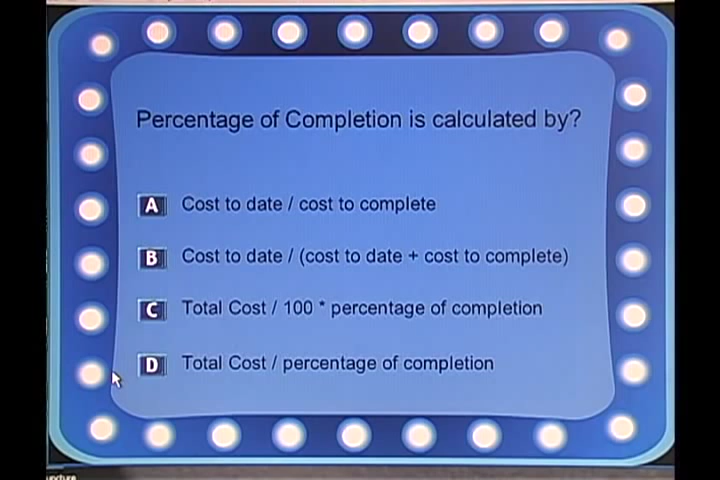 Percentage of Completion is calculated by?
A Cost to date / cost to complete
B Cost to date / (cost to date + cost to complete)
C Total Cost / 100 * percentage of completion
D Total Cost / percentage of completion